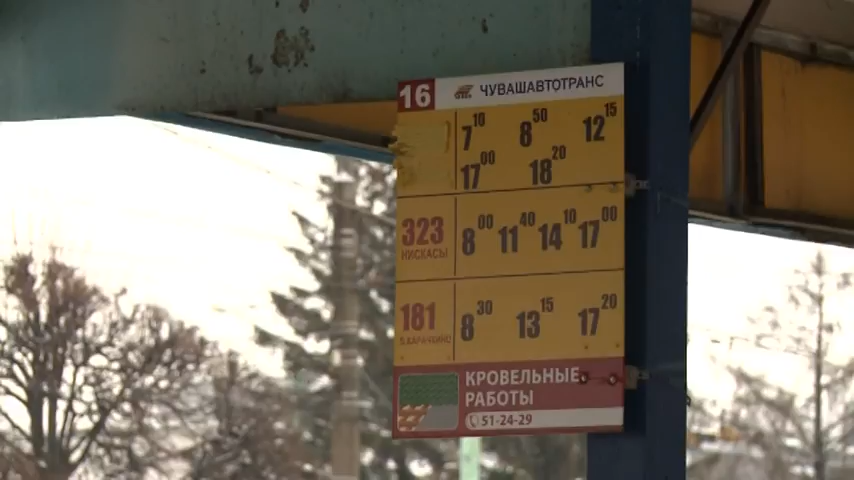 16 ЧУВАШАВТОТРАНС
7 10 8 50 12 15
17 00 18 20
323 8 00 11 40 14 10 17 00
НИСКАСЫ
181 8 30 13 15 17 20
КРОВЕЛЬНЫЕ
РАБОТЫ
51-24-29